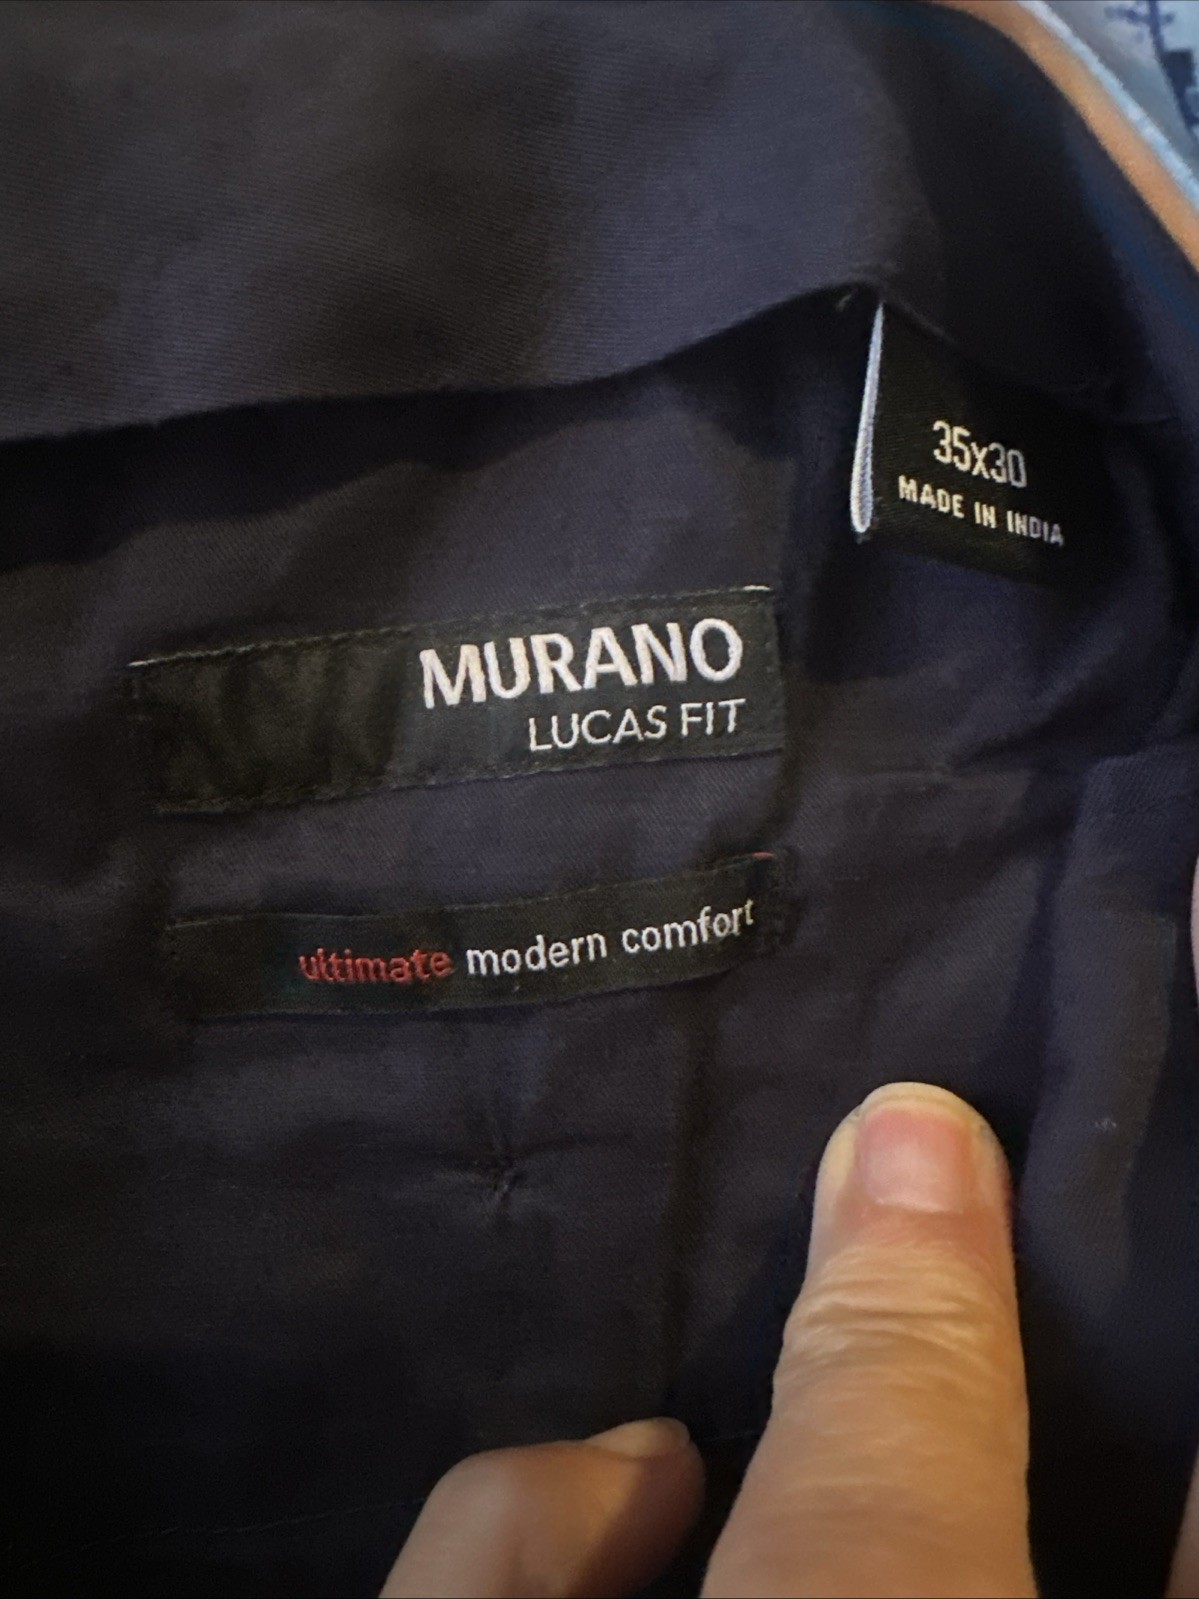 35x30
MADE IN INDIA
MURANO
LUCAS FIT
ultimate modern comfort